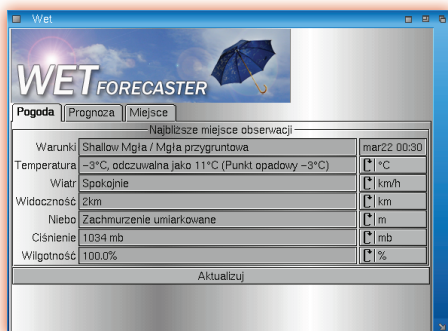 Wet
WET FORECASTER
Pogoda Prognoza Miejsce
Najbliższe miejsce obserwacji
Warunki Shallow Mgła / Mgła przygruntowa mar22 00:30
Temperatura -3°C, odczuwalna jako 11°C (Punkt opadowy -3°C) °C
Wiatr Spokojnie km/h
Widoczność 2km km
Niebo Zachmurzenie umiarkowane m
Ciśnienie 1034 mb mb
Wilgotność 100.0% %
Aktualizuj